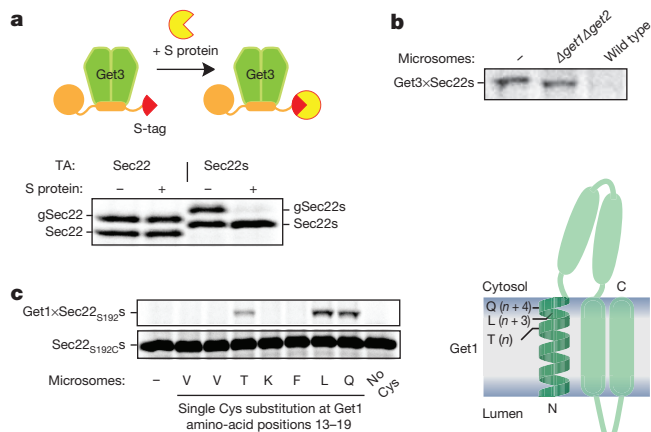 a
+ S protein
Get3
Get3
S-tag
TA: Sec22 Sec22s
S protein: – + – +
gSec22
Sec22
gSec22s
Sec22s
b
Microsomes: – Δget1Δget2 Wild type
Get3×Sec22s
c
Get1×Sec22S192s
Sec22S192Cs
Microsomes: – V V T K F L Q No Cys
Single Cys substitution at Get1
amino-acid positions 13–19
Cytosol
C
Q (n + 4)
L (n + 3)
T (n)
Get1
Lumen
N